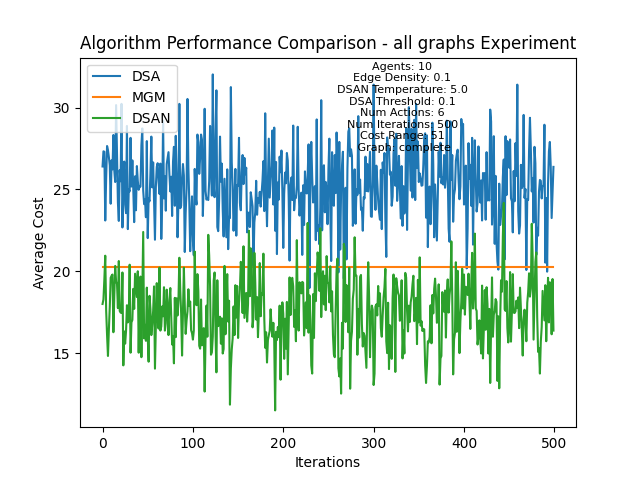 Algorithm Performance Comparison - all graphs Experiment
DSA
MGM
DSAN
Agents: 10
Edge Density: 0.1
DSAN Temperature: 5.0
DSA Threshold: 0.1
Num Actions: 6
Num Iterations: 500
Cost Range: 51
Graph: complete
Average Cost
30
25
20
15
0
100
200
300
400
500
Iterations